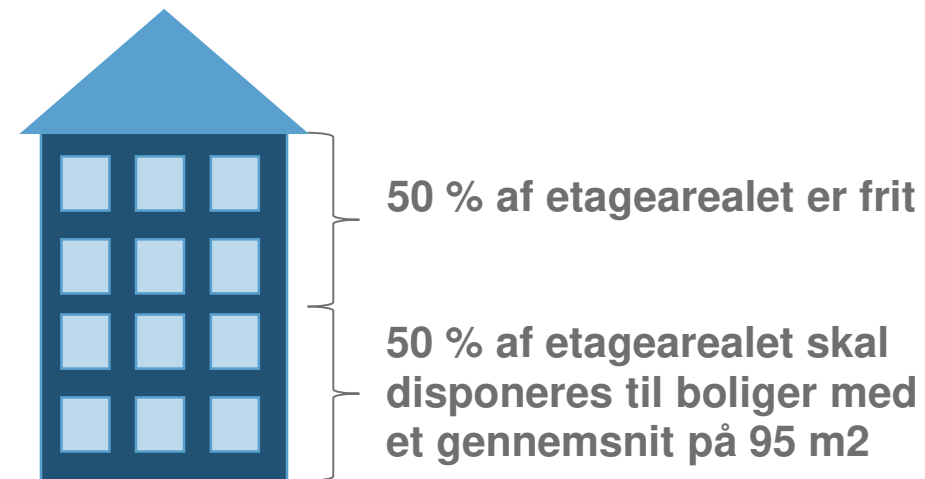 50 % af etagearealet er frit
50 % af etagearealet skal
disponeres til boliger med
et gennemsnit på 95 m2